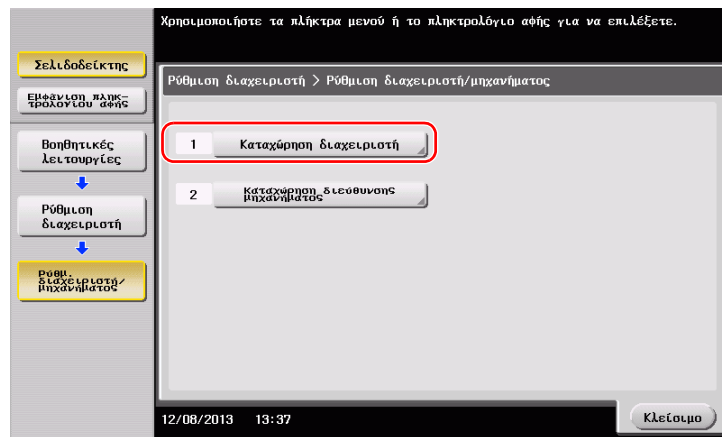 Χρησιμοποιήστε τα πλήκτρα μενού ή το πληκτρολόγιο αφής για να επιλέξετε.
Σελιδοδείκτης
Εμφάνιση πληκ-
τρολογίου αφής
Βοηθητικές
λειτουργίες
Ρύθμιση
διαχειριστή
Ρύθμ.
διαχειριστή/
μηχανήματος
Ρύθμιση διαχειριστή > Ρύθμιση διαχειριστή/μηχανήματος
1 Καταχώρηση διαχειριστή
2 Καταχώρηση διεύθυνσης
μηχανήματος
12/08/2013 13:37
Κλείσιμο